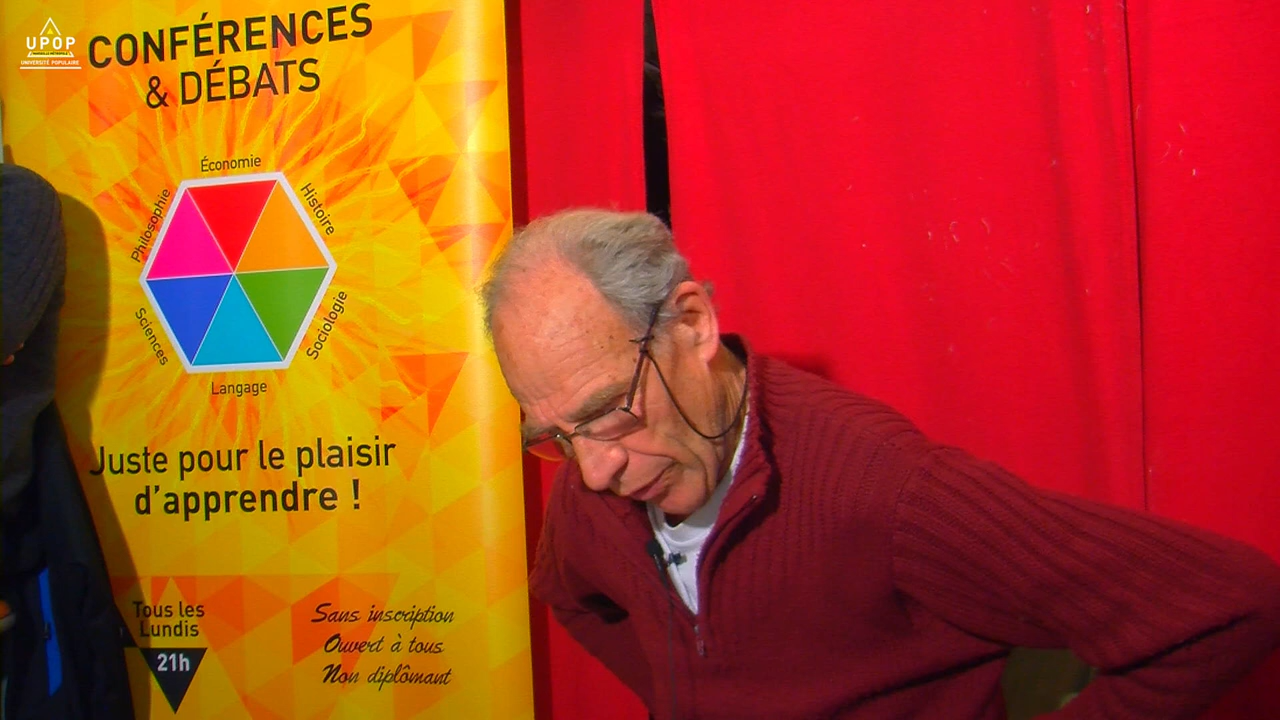 UPOP
UNIVERSITÉ POPULAIRE
CONFÉRENCES
& DÉBATS
Économie
Histoire
Philosophie
Sciences
Sociologie
Langage
Juste pour le plaisir
d'apprendre !
Tous les
Lundis
21h
Sans inscription
Ouvert à tous
Non diplômant